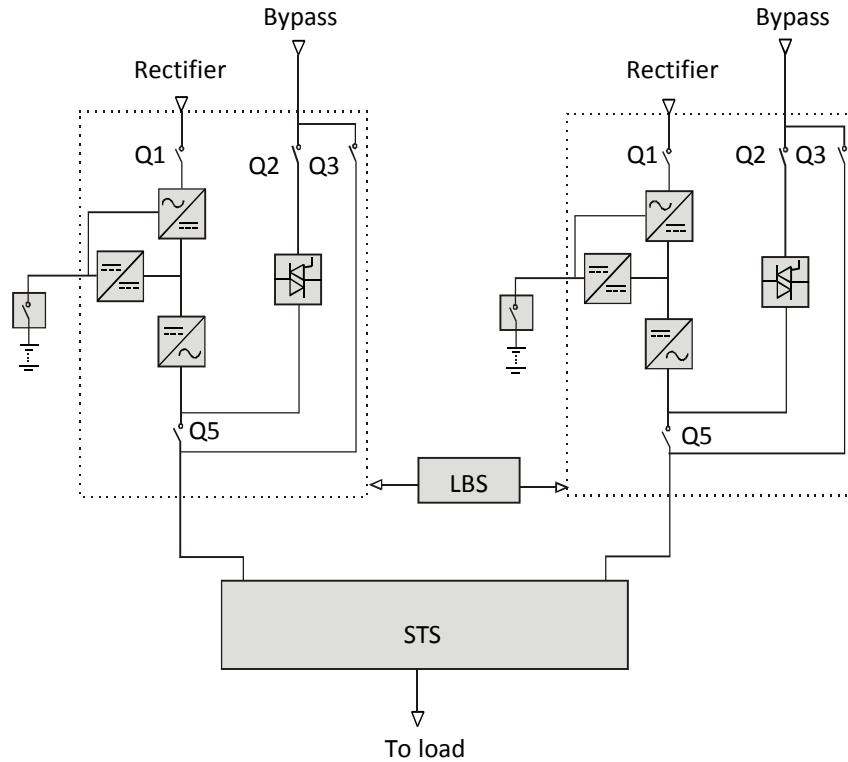 Bypass
Bypass
Rectifier
Rectifier
Q1
Q2
Q3
Q1
Q2
Q3
Q5
Q5
LBS
STS
To load